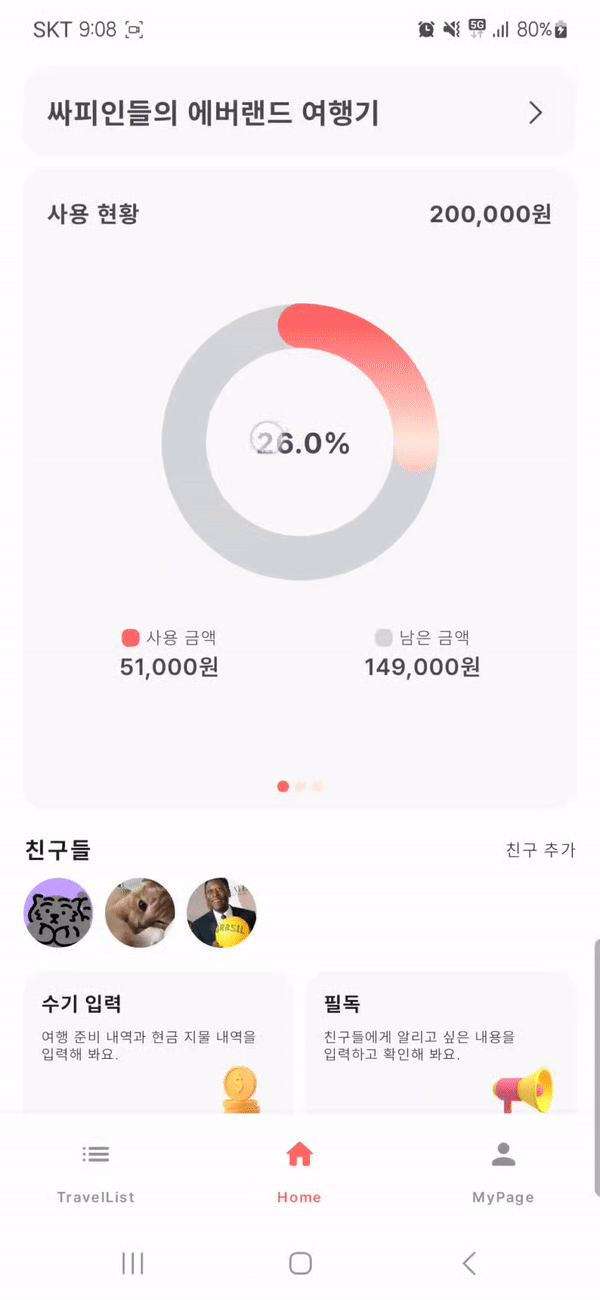 SKT 9:08 5G 80%
싸피인들의 에버랜드 여행기
사용 현황 200,000원
26.0%
사용 금액 남은 금액
51,000원 149,000원
친구들 친구 추가
BRASIL
수기 입력 필독
여행 준비 내역과 현금 지물 내역을 친구들에게 알리고 싶은 내용을
입력해 봐요. 입력하고 확인해 봐요.
TravelList Home MyPage